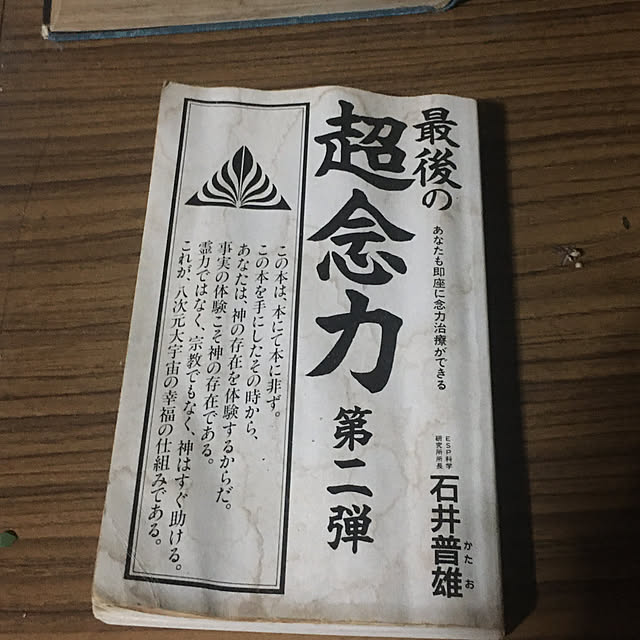 最後の
超念力
第二弾
あなたも即座に念力治療ができる
ESP科学
研究所所長
石井普雄
かたお
この本は、本にて本に非ず。
この本を手にしたその時から、
あなたは、神の存在を体験するからだ。
事実の体験こそ神の存在である。
霊力ではなく、宗教でもなく、神はすぐ助ける。
これが、八次元大宇宙の幸福の仕組みである。